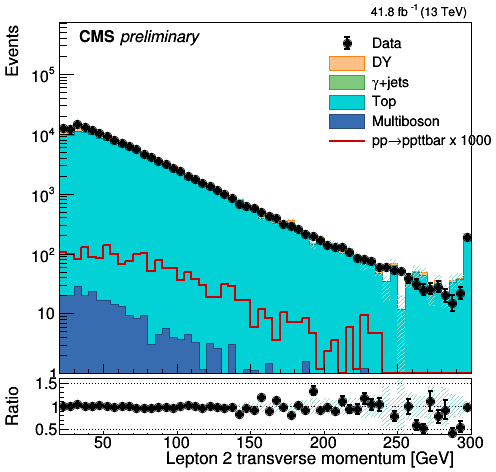 41.8 fb⁻¹ (13 TeV)
CMS preliminary
Data
DY
γ+jets
Top
Multiboson
pp→ppttbar x 1000
Events
10⁵
10⁴
10³
10²
10
1
Ratio
1.5
1
0.5
50 100 150 200 250 300
Lepton 2 transverse momentum [GeV]